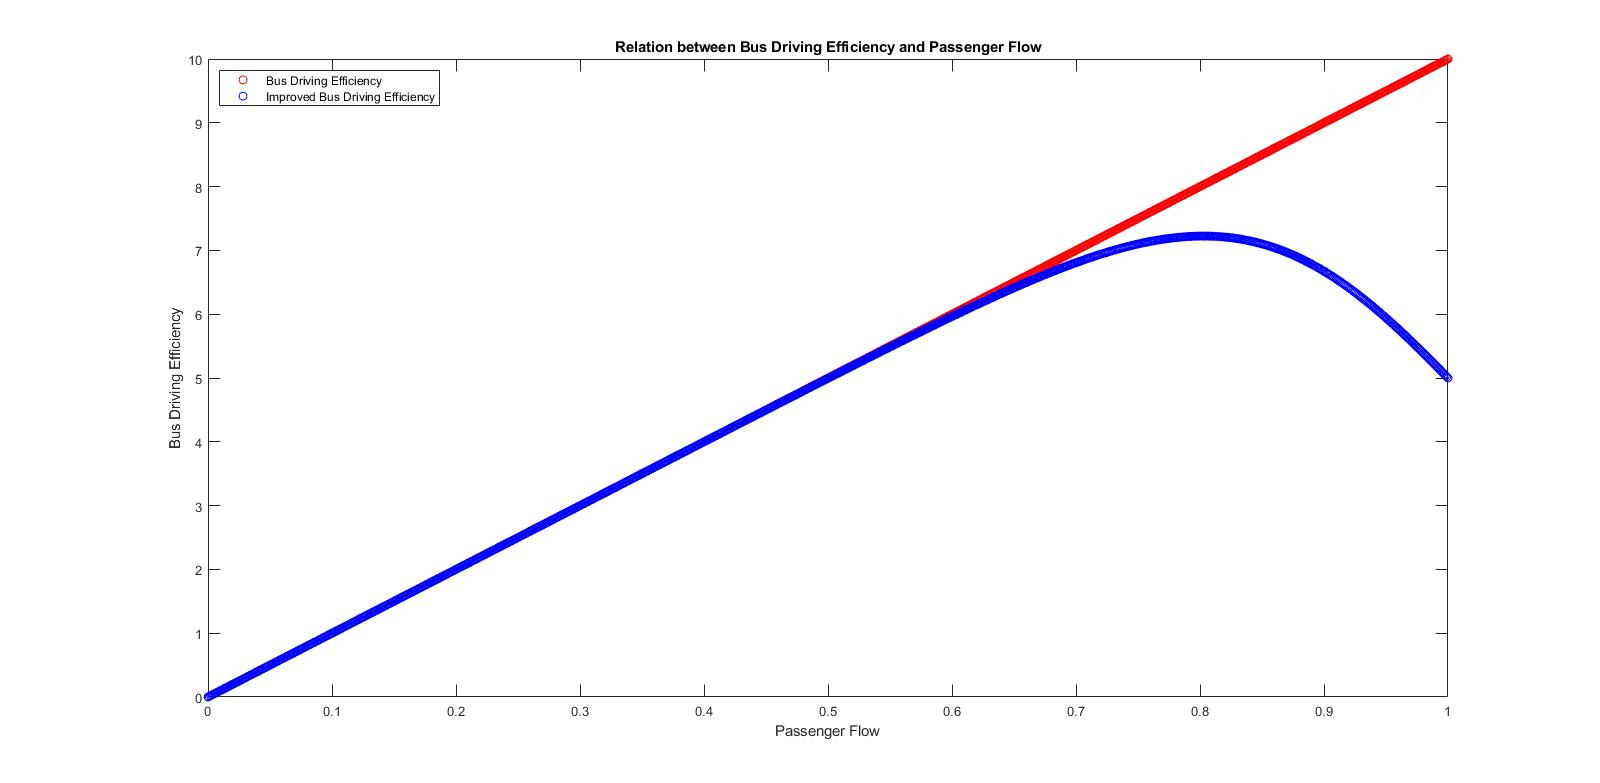 Relation between Bus Driving Efficiency and Passenger Flow
Bus Driving Efficiency
Improved Bus Driving Efficiency
10
9
8
7
6
5
4
3
2
1
0
Bus Driving Efficiency
0 0.1 0.2 0.3 0.4 0.5 0.6 0.7 0.8 0.9 1
Passenger Flow